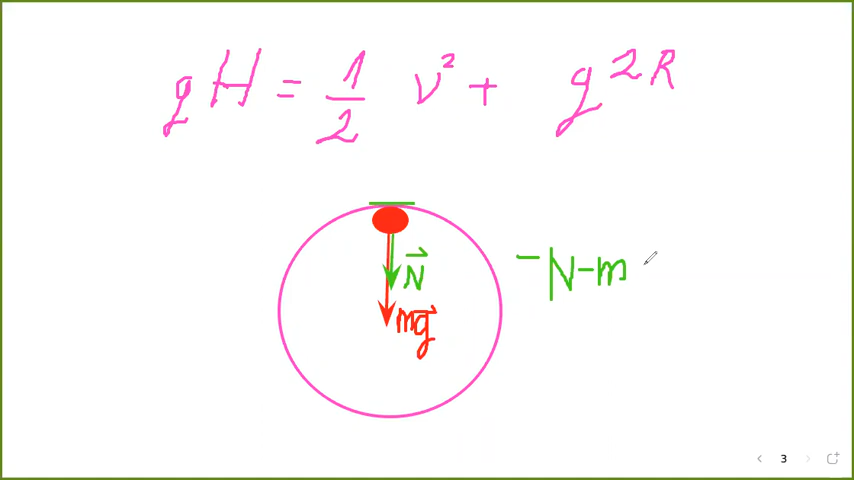 gH = 1/2 v² + g2R
N⃗
-N-m
mg⃗
3